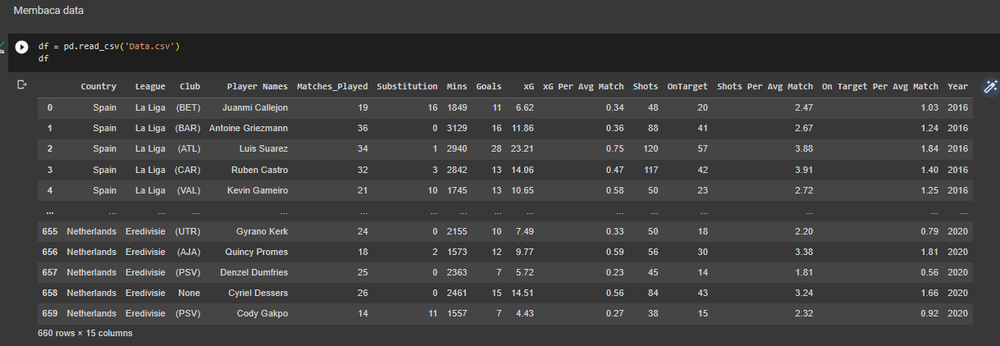 Membaca data
df = pd.read_csv('Data.csv')
df
Country League Club Player Names Matches_Played Substitution Mins Goals xG xG Per Avg Match Shots OnTarget Shots Per Avg Match On Target Per Avg Match Year
0 Spain La Liga (BET) Juanmi Callejon 19 16 1849 11 6.62 0.34 48 20 2.47 1.03 2016
1 Spain La Liga (BAR) Antoine Griezmann 36 0 3129 16 11.86 0.36 88 41 2.67 1.24 2016
2 Spain La Liga (ATL) Luis Suarez 34 1 2940 28 23.21 0.75 120 57 3.88 1.84 2016
3 Spain La Liga (CAR) Ruben Castro 32 3 2842 13 14.06 0.47 117 42 3.91 1.40 2016
4 Spain La Liga (VAL) Kevin Gameiro 21 10 1745 13 10.65 0.58 50 23 2.72 1.25 2016
... ... ... ... ... ... ... ... ... ... ... ... ... ... ... ...
655 Netherlands Eredivisie (UTR) Gyrano Kerk 24 0 2155 10 7.49 0.33 50 18 2.20 0.79 2020
656 Netherlands Eredivisie (AJA) Quincy Promes 18 2 1573 12 9.77 0.59 56 30 3.38 1.81 2020
657 Netherlands Eredivisie (PSV) Denzel Dumfries 25 0 2363 7 5.72 0.23 45 14 1.81 0.56 2020
658 Netherlands Eredivisie None Cyriel Dessers 26 0 2461 15 14.51 0.56 84 43 3.24 1.66 2020
659 Netherlands Eredivisie (PSV) Cody Gakpo 14 11 1557 7 4.43 0.27 38 15 2.32 0.92 2020
660 rows × 15 columns